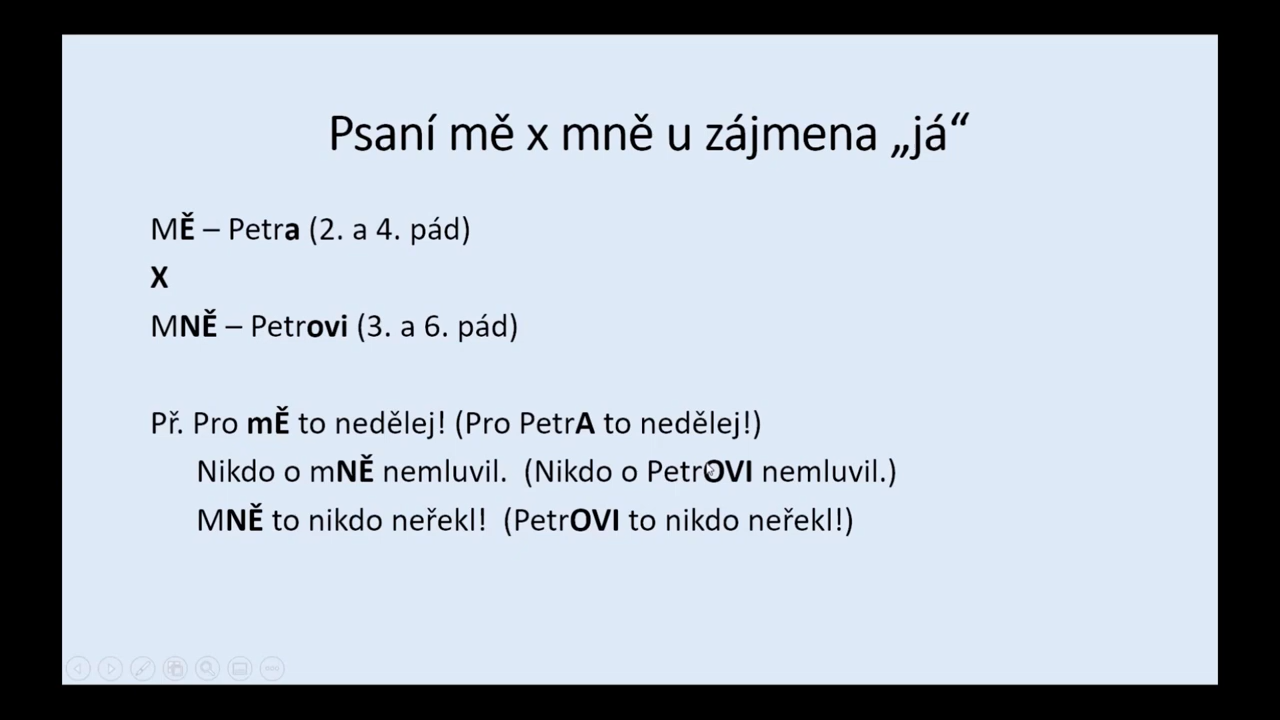 Psaní mě x mně u zájmena „já“
MĚ – Petra (2. a 4. pád)
X
MNĚ – Petrovi (3. a 6. pád)
Př. Pro mĚ to nedělej! (Pro PetrA to nedělej!)
Nikdo o mNĚ nemluvil. (Nikdo o PetrOVI nemluvil.)
MNĚ to nikdo neřekl! (PetrOVI to nikdo neřekl!)